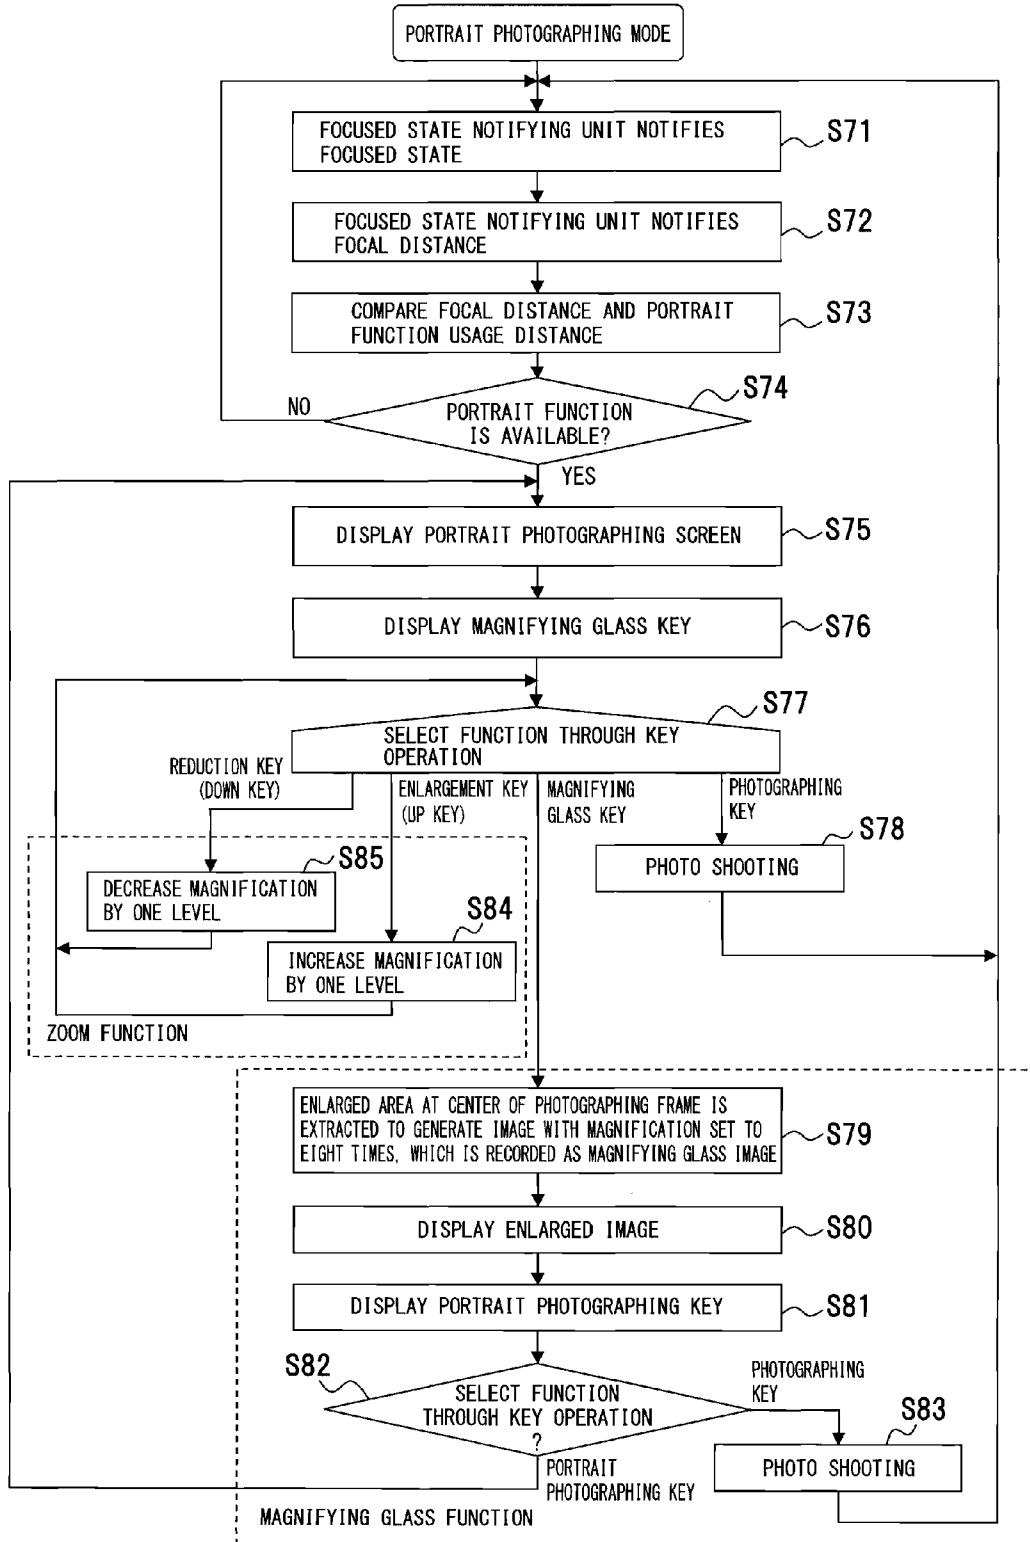 PORTRAIT PHOTOGRAPHING MODE
FOCUSED STATE NOTIFYING UNIT NOTIFIES
FOCUSED STATE
S71
FOCUSED STATE NOTIFYING UNIT NOTIFIES
FOCAL DISTANCE
S72
COMPARE FOCAL DISTANCE AND PORTRAIT
FUNCTION USAGE DISTANCE
S73
S74
NO
PORTRAIT FUNCTION
IS AVAILABLE?
YES
DISPLAY PORTRAIT PHOTOGRAPHING SCREEN
S75
DISPLAY MAGNIFYING GLASS KEY
S76
S77
SELECT FUNCTION THROUGH KEY
OPERATION
REDUCTION KEY
(DOWN KEY)
ENLARGEMENT KEY
(UP KEY)
MAGNIFYING
GLASS KEY
PHOTOGRAPHING
KEY
S78
PHOTO SHOOTING
S85
DECREASE MAGNIFICATION
BY ONE LEVEL
S84
INCREASE MAGNIFICATION
BY ONE LEVEL
ZOOM FUNCTION
ENLARGED AREA AT CENTER OF PHOTOGRAPHING FRAME IS
EXTRACTED TO GENERATE IMAGE WITH MAGNIFICATION SET TO
EIGHT TIMES, WHICH IS RECORDED AS MAGNIFYING GLASS IMAGE
S79
DISPLAY ENLARGED IMAGE
S80
DISPLAY PORTRAIT PHOTOGRAPHING KEY
S81
S82
SELECT FUNCTION
THROUGH KEY OPERATION
?
PHOTOGRAPHING
KEY
S83
PHOTO SHOOTING
PORTRAIT
PHOTOGRAPHING KEY
MAGNIFYING GLASS FUNCTION